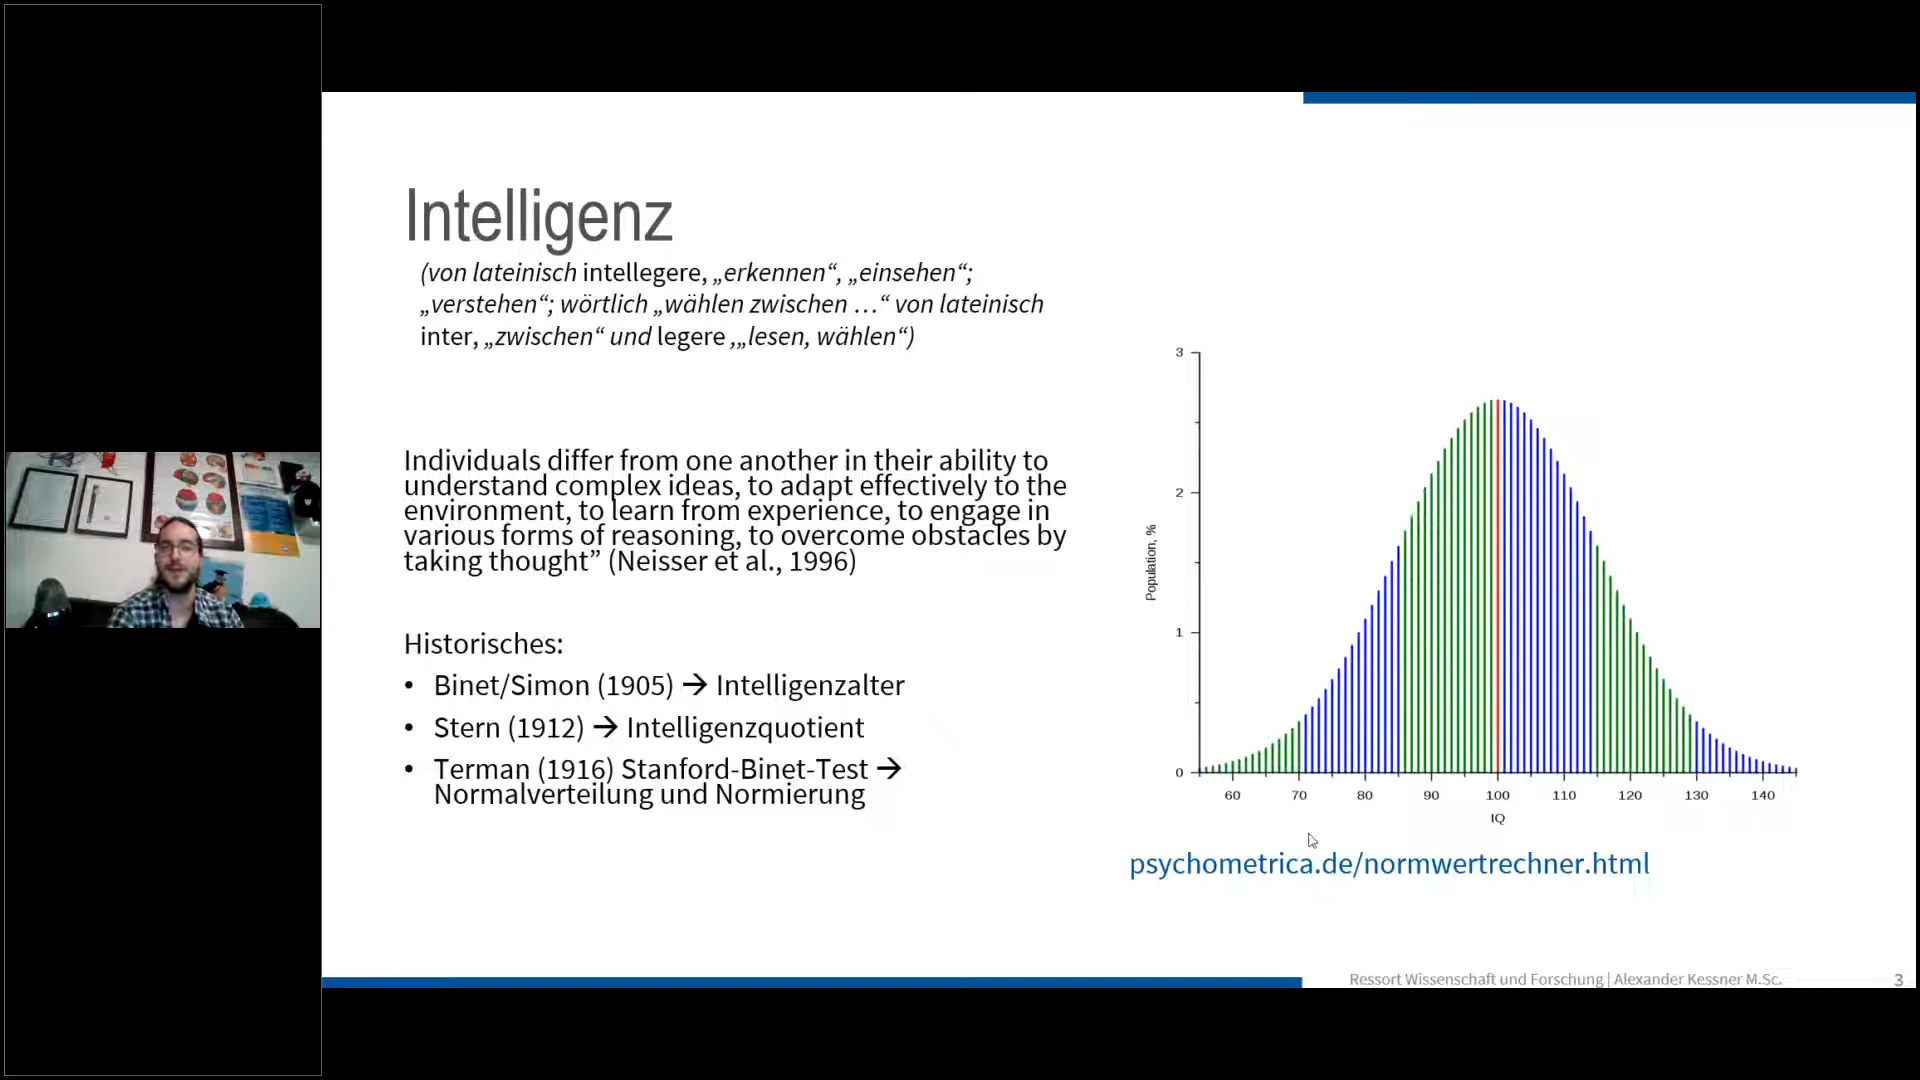 Intelligenz
(von lateinisch intellegere, „erkennen“, „einsehen“;
„verstehen“; wörtlich „wählen zwischen …“ von lateinisch
inter, „zwischen“ und legere ‚„lesen, wählen“)
Individuals differ from one another in their ability to
understand complex ideas, to adapt effectively to the
environment, to learn from experience, to engage in
various forms of reasoning, to overcome obstacles by
taking thought” (Neisser et al., 1996)
Historisches:
• Binet/Simon (1905) → Intelligenzalter
• Stern (1912) → Intelligenzquotient
• Terman (1916) Stanford-Binet-Test →
Normalverteilung und Normierung
3
2
1
0
Population, %
60 70 80 90 100 110 120 130 140
IQ
psychometrica.de/normwertrechner.html
Ressort Wissenschaft und Forschung | Alexander Kessner M.Sc. 3